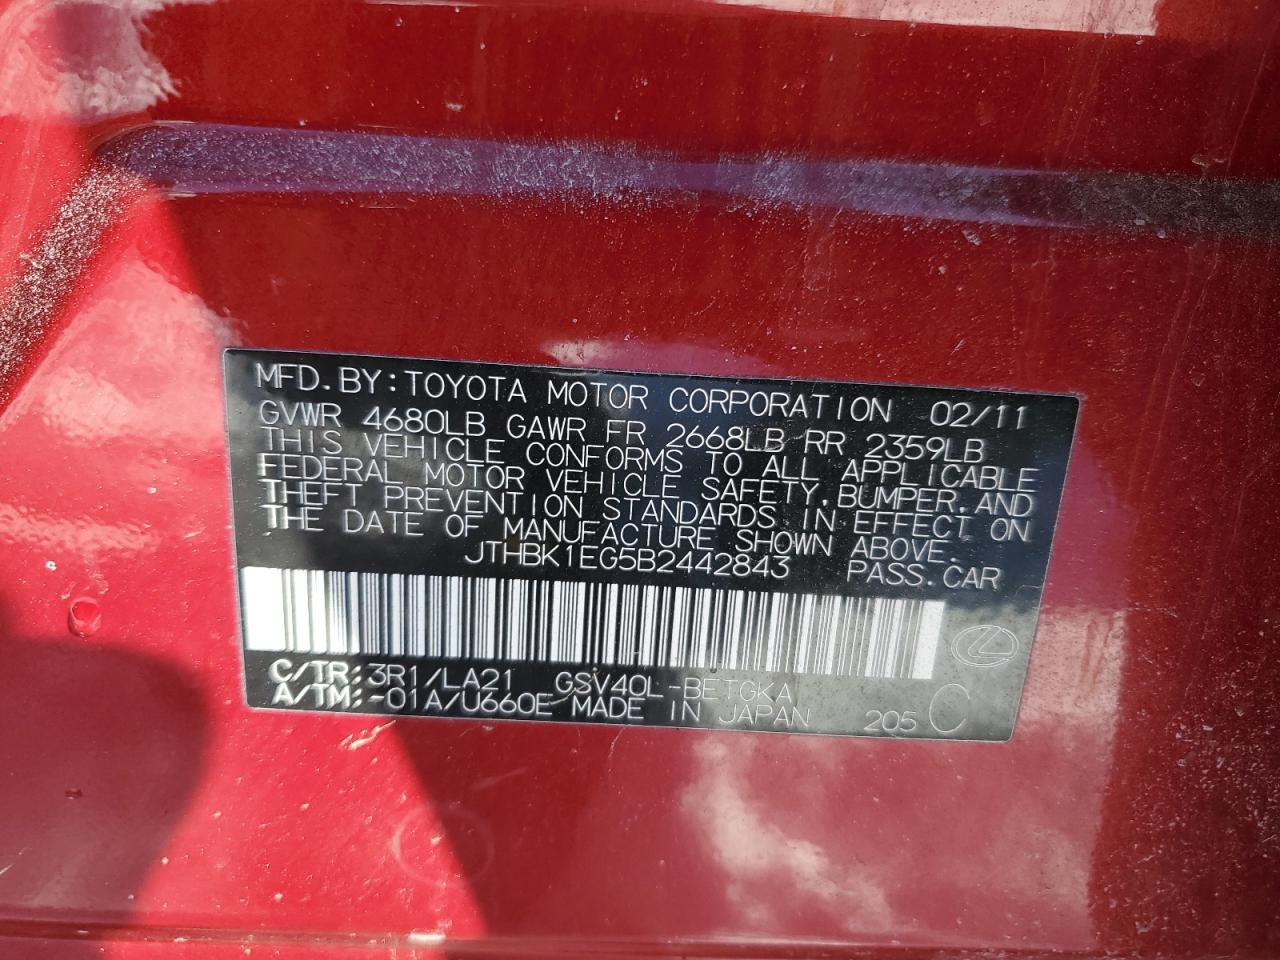 MFD.BY:TOYOTA MOTOR CORPORATION 02/11
GVWR 4680LB GAWR FR 2668LB RR 2359LB
THIS VEHICLE CONFORMS TO ALL APPLICABLE
FEDERAL MOTOR VEHICLE SAFETY,BUMPER,AND
THEFT PREVENTION STANDARDS IN EFFECT ON
THE DATE OF MANUFACTURE SHOWN ABOVE.
JTHBK1EG5B2442843 PASS.CAR
C/TR:3R1/LA21 GSV40L-BETGKA
A/TM:-01A/U660E MADE IN JAPAN 205 C